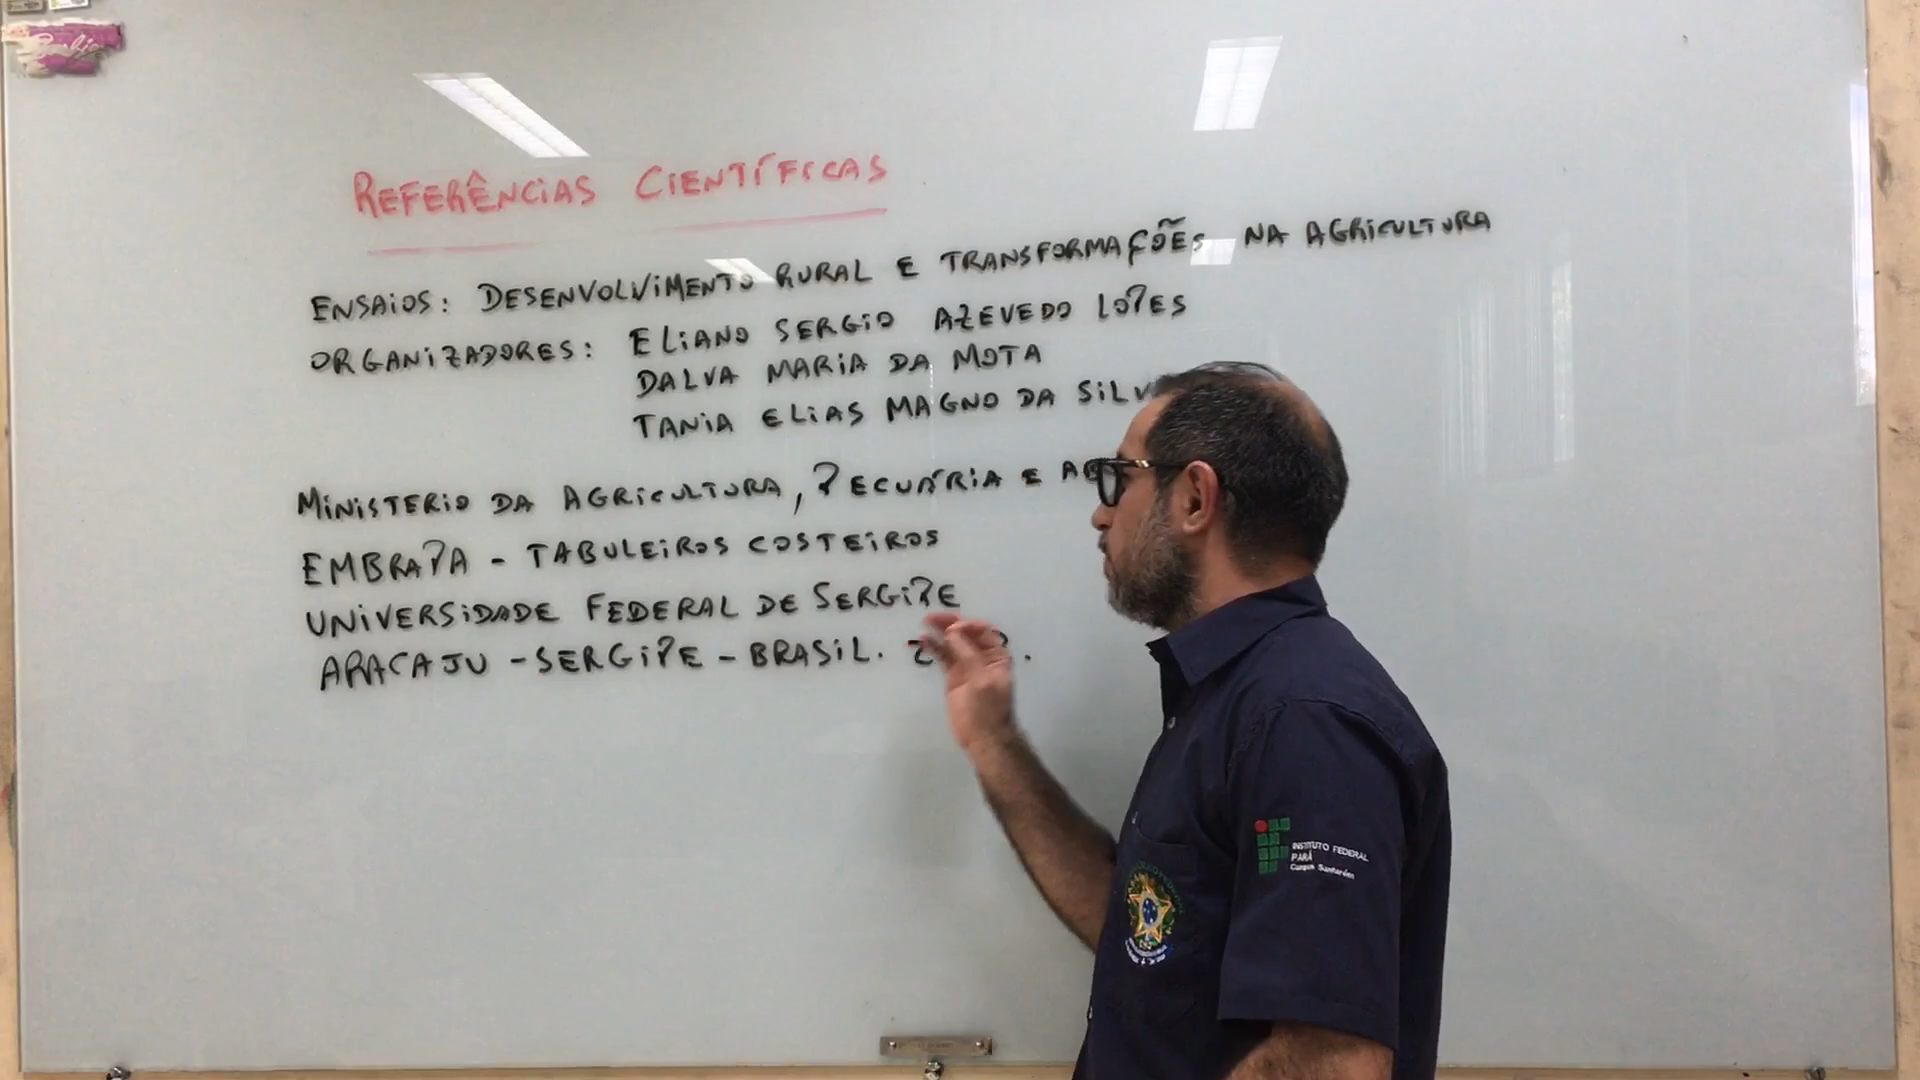 REFERÊNCIAS CIENTÍFICAS
ENSAIOS: DESENVOLVIMENTO RURAL E TRANSFORMAÇÕES NA AGRICULTURA
ORGANIZADORES: ELIANO SERGIO AZEVEDO LOPES
DALVA MARIA DA MOTA
TANIA ELIAS MAGNO DA SILV
MINISTERIO DA AGRICULTURA, PECUÁRIA E
EMBRAPA - TABULEIROS COSTEIROS
UNIVERSIDADE FEDERAL DE SERGIPE
ARACAJU - SERGIPE - BRASIL.
INSTITUTO FEDERAL
PARÁ
Campus Santarém